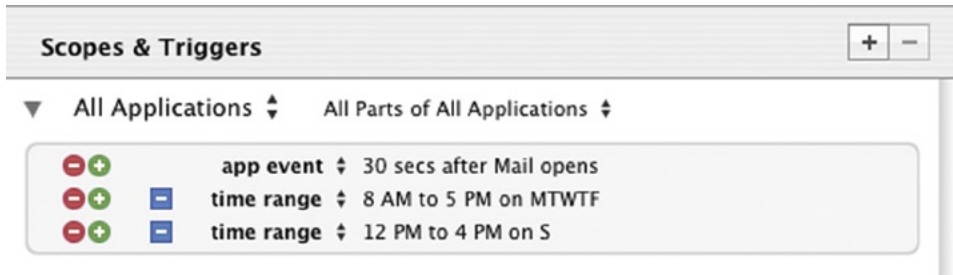 Scopes & Triggers
All Applications All Parts of All Applications
app event 30 secs after Mail opens
time range 8 AM to 5 PM on MTWTF
time range 12 PM to 4 PM on S